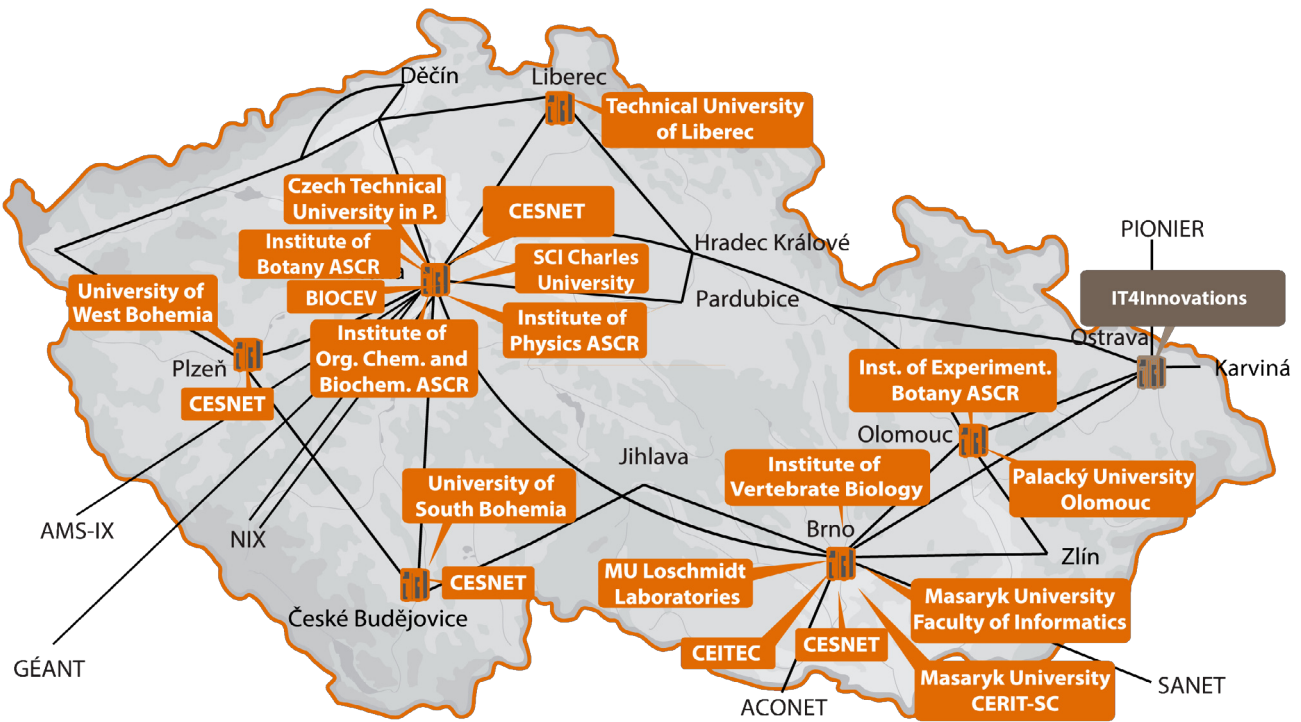 Děčín
Liberec
Technical University
of Liberec
Czech Technical
University in P.
CESNET
Institute of
Botany ASCR
a
SCI Charles
University
Hradec Králové
PIONIER
BIOCEV
University of
West Bohemia
Institute of
Physics ASCR
Pardubice
IT4Innovations
Ostrava
Institute of
Org. Chem. and
Biochem. ASCR
Plzeň
CESNET
Inst. of Experiment.
Botany ASCR
Karviná
Olomouc
Jihlava
Institute of
Vertebrate Biology
Palacký University
Olomouc
University of
South Bohemia
AMS-IX
NIX
Brno
Zlín
CESNET
MU Loschmidt
Laboratories
České Budějovice
Masaryk University
Faculty of Informatics
CEITEC
CESNET
GÉANT
Masaryk University
CERIT-SC
SANET
ACONET